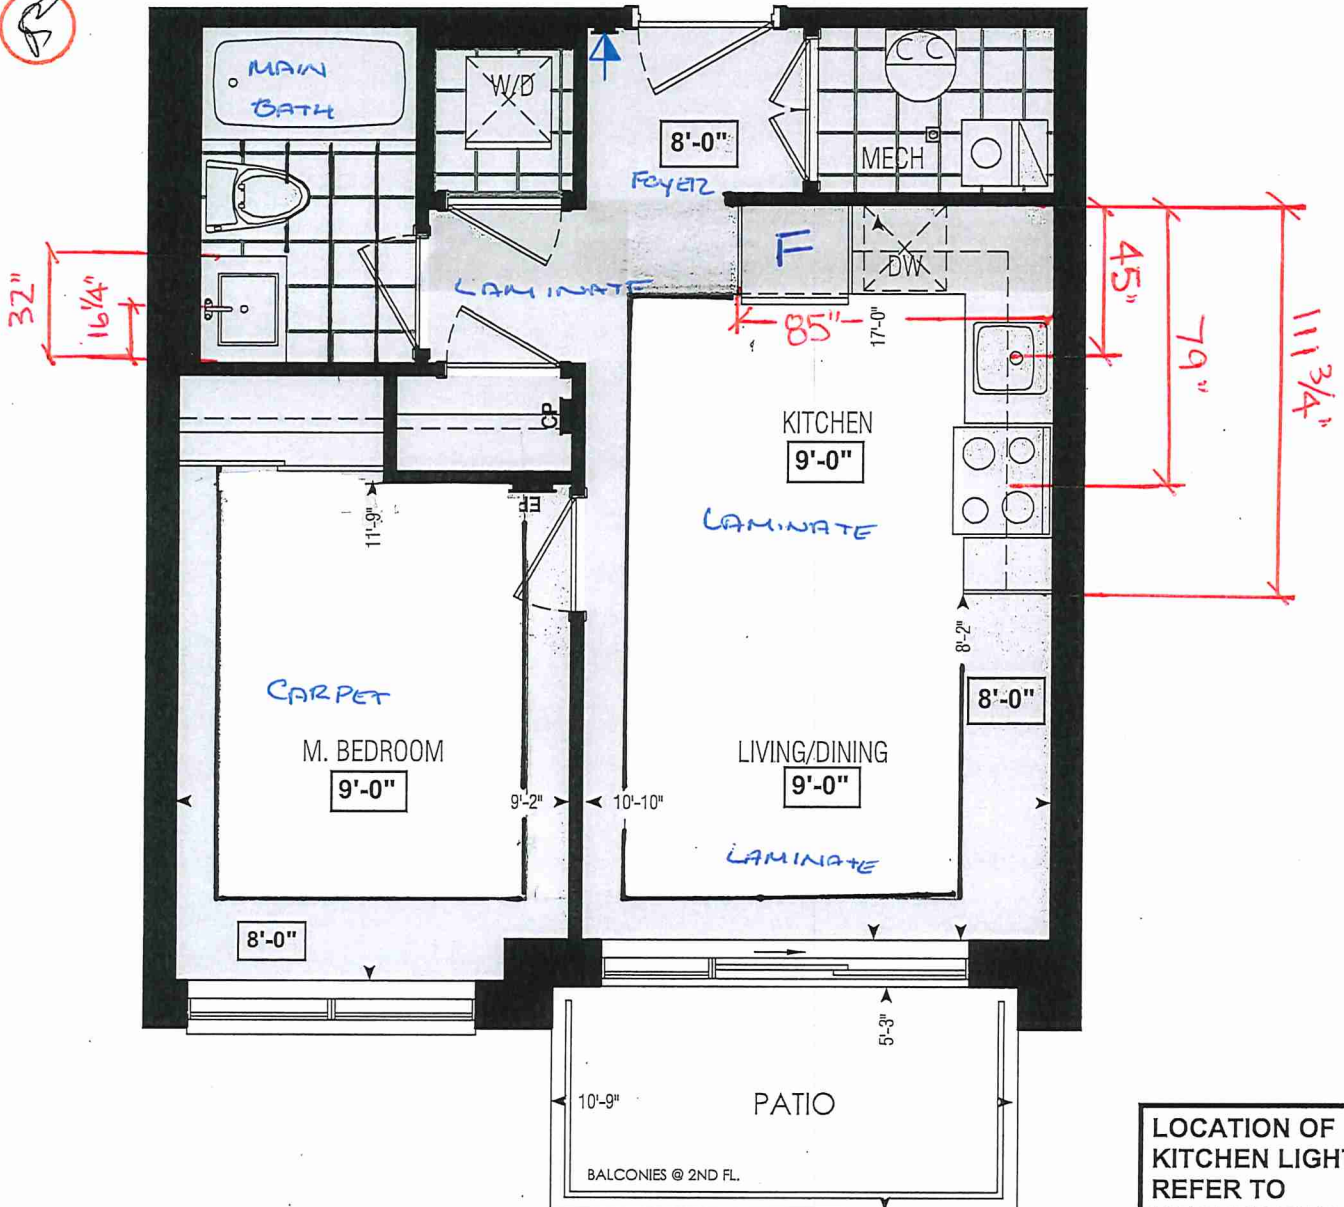 MAIN
BATH
W/D
8'-0"
FOYER
C C
MECH
F
DW
LAMINATE
32"
16 1/4"
85"
17'-0"
45"
79"
111 3/4"
CP
KITCHEN
9'-0"
LAMINATE
EP
11'-9"
8'-2"
8'-0"
CARPET
M. BEDROOM
9'-0"
LIVING/DINING
9'-0"
9'-2"
10'-10"
LAMINATE
8'-0"
5'-3"
10'-9"
PATIO
BALCONIES @ 2ND FL.
LOCATION OF
KITCHEN LIGHT
REFER TO